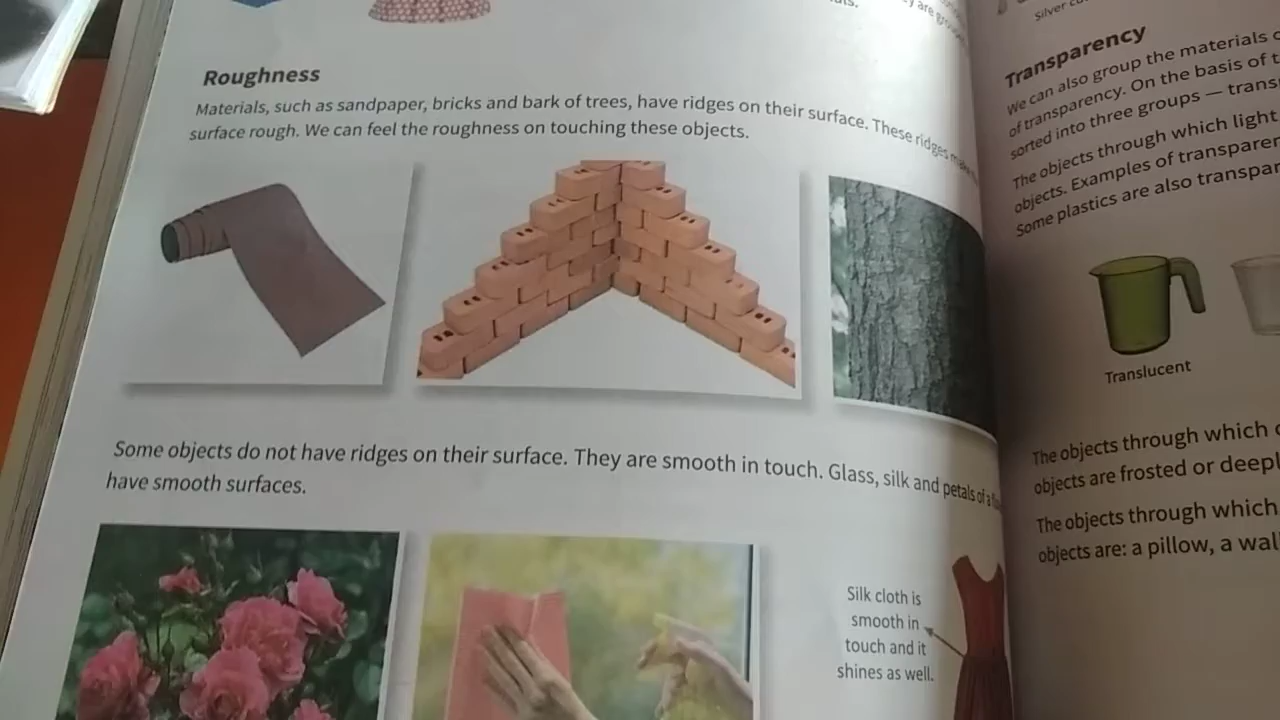 Roughness
Materials, such as sandpaper, bricks and bark of trees, have ridges on their surface. These ridges
surface rough. We can feel the roughness on touching these objects.
Some objects do not have ridges on their surface. They are smooth in touch. Glass, silk and petals of a
have smooth surfaces.
Silk cloth is
smooth in
touch and it
shines as well.
Silver
Transparency
We can also group the materials
of transparency. On the basis of
sorted into three groups — trans
The objects through which light
objects. Examples of transparen
Some plastics are also transpar
Translucent
The objects through which
objects are frosted or deepl
The objects through which
objects are: a pillow, a wal